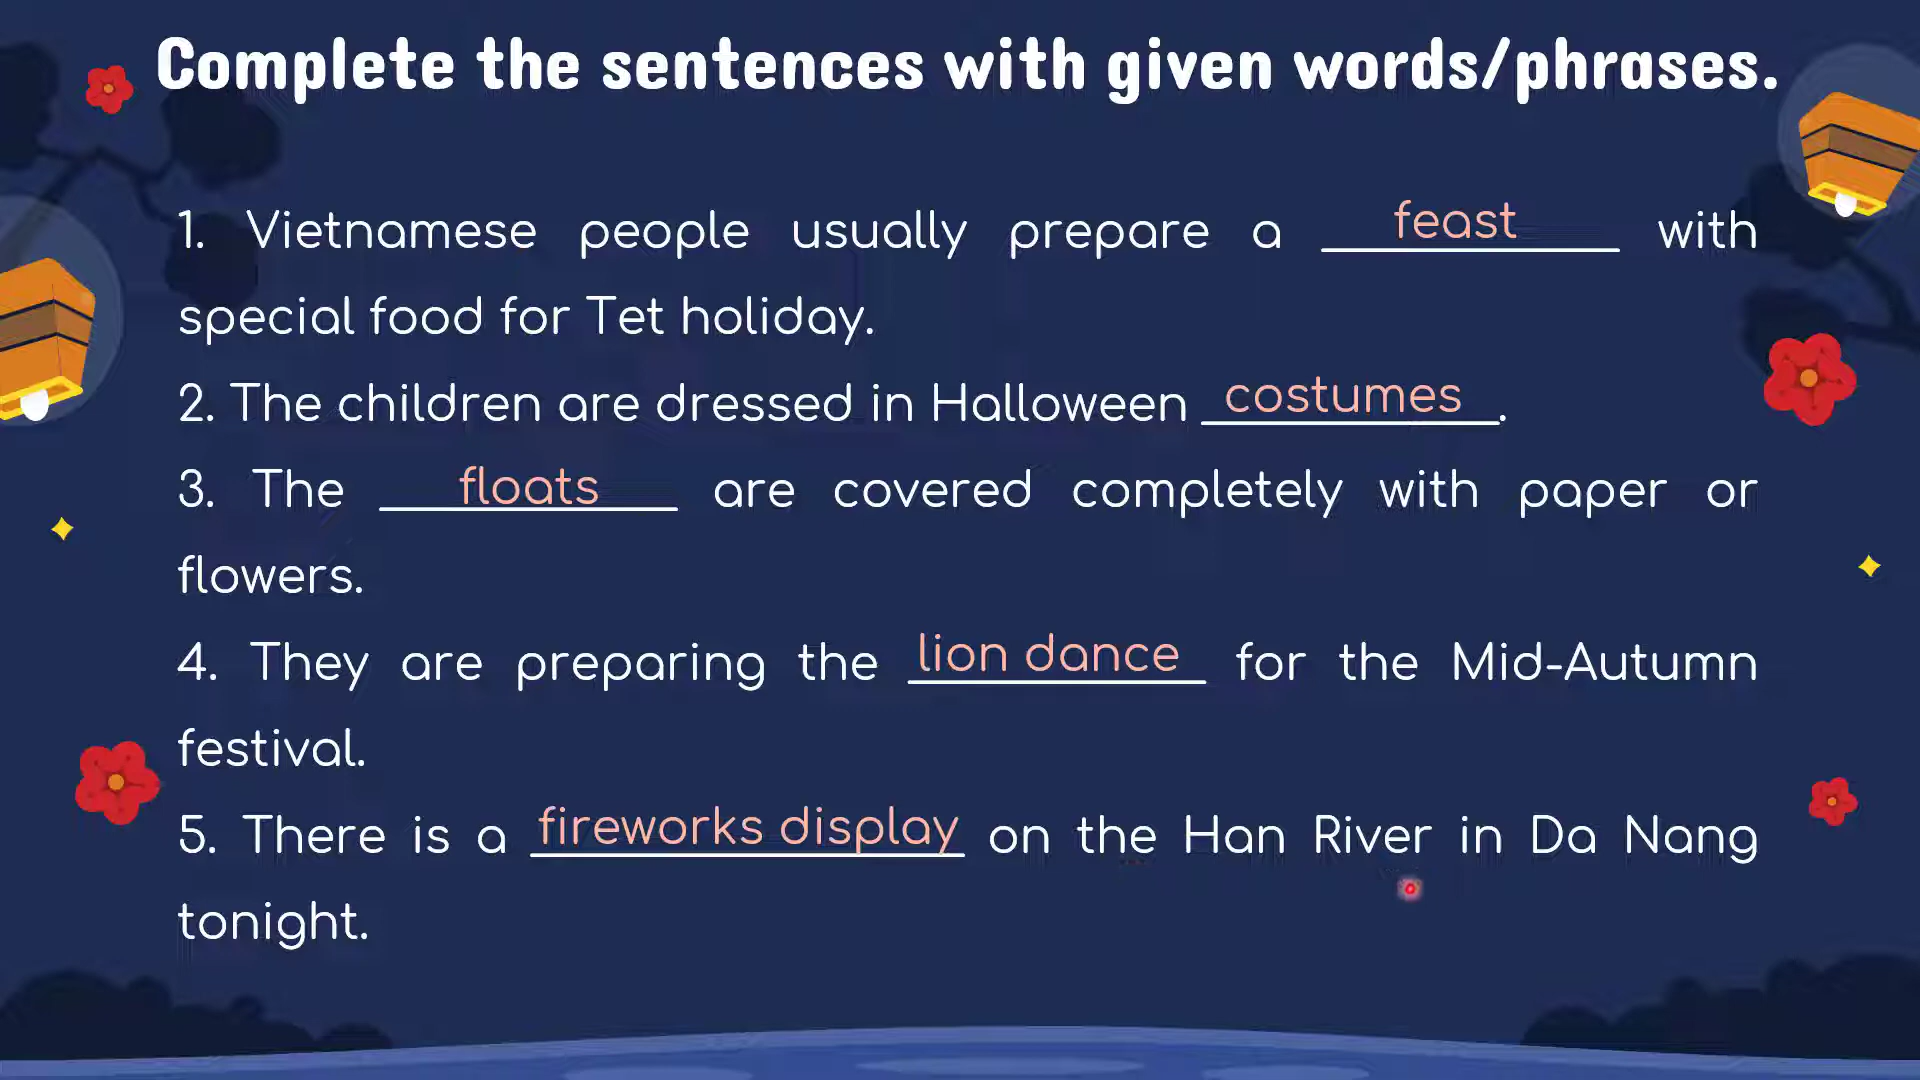 Complete the sentences with given words/phrases.
1. Vietnamese people usually prepare a feast with
special food for Tet holiday.
2. The children are dressed in Halloween costumes.
3. The floats are covered completely with paper or
flowers.
4. They are preparing the lion dance for the Mid-Autumn
festival.
5. There is a fireworks display on the Han River in Da Nang
tonight.